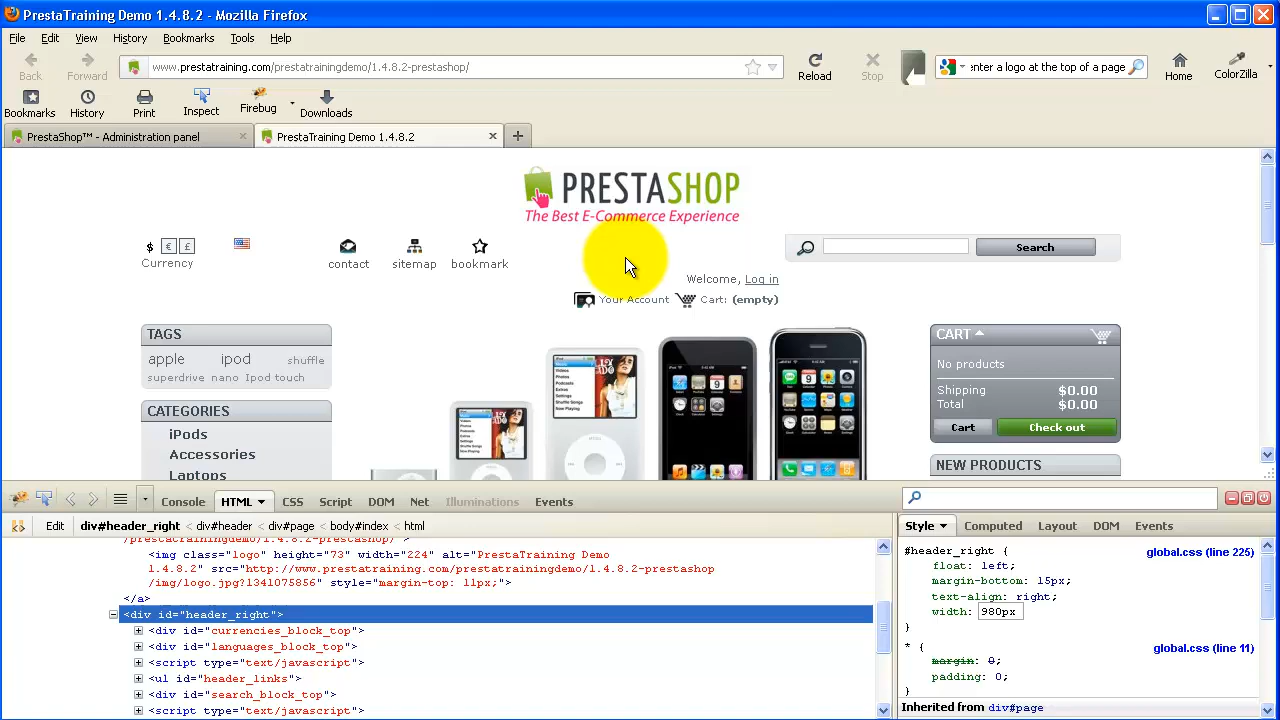 PrestaTraining Demo 1.4.8.2 - Mozilla Firefox
File Edit View History Bookmarks Tools Help
Back Forward www.prestatraining.com/prestatrainingdemo/1.4.8.2-prestashop/ Reload Stop enter a logo at the top of a page Home ColorZilla
Bookmarks History Print Inspect Firebug Downloads
PrestaShop™ - Administration panel PrestaTraining Demo 1.4.8.2
PRESTASHOP
The Best E-Commerce Experience
$ € £ Search
Currency contact sitemap bookmark
Welcome, Log in
Your Account Cart: (empty)
TAGS
apple ipod shuffle
superdrive nano Ipod touch
CATEGORIES
iPods
Accessories
Laptops
CART
No products
Shipping $0.00
Total $0.00
Cart Check out
NEW PRODUCTS
Console HTML CSS Script DOM Net Illuminations Events
Edit div#header_right < div#header < div#page < body#index < html
/prestatrainingdemo/1.4.8.2-prestashop/">
<img class="logo" height="73" width="224" alt="PrestaTraining Demo
1.4.8.2" src="http://www.prestatraining.com/prestatrainingdemo/1.4.8.2-prestashop
/img/logo.jpg?1341075856" style="margin-top: 11px;">
</a>
<div id="header_right">
<div id="currencies_block_top">
<div id="languages_block_top">
<script type="text/javascript">
<ul id="header_links">
<div id="search_block_top">
<script type="text/javascript">
Style Computed Layout DOM Events
#header_right { global.css (line 225)
float: left;
margin-bottom: 15px;
text-align: right;
width: 980px
}
* { global.css (line 11)
margin: 0;
padding: 0;
}
Inherited from div#page